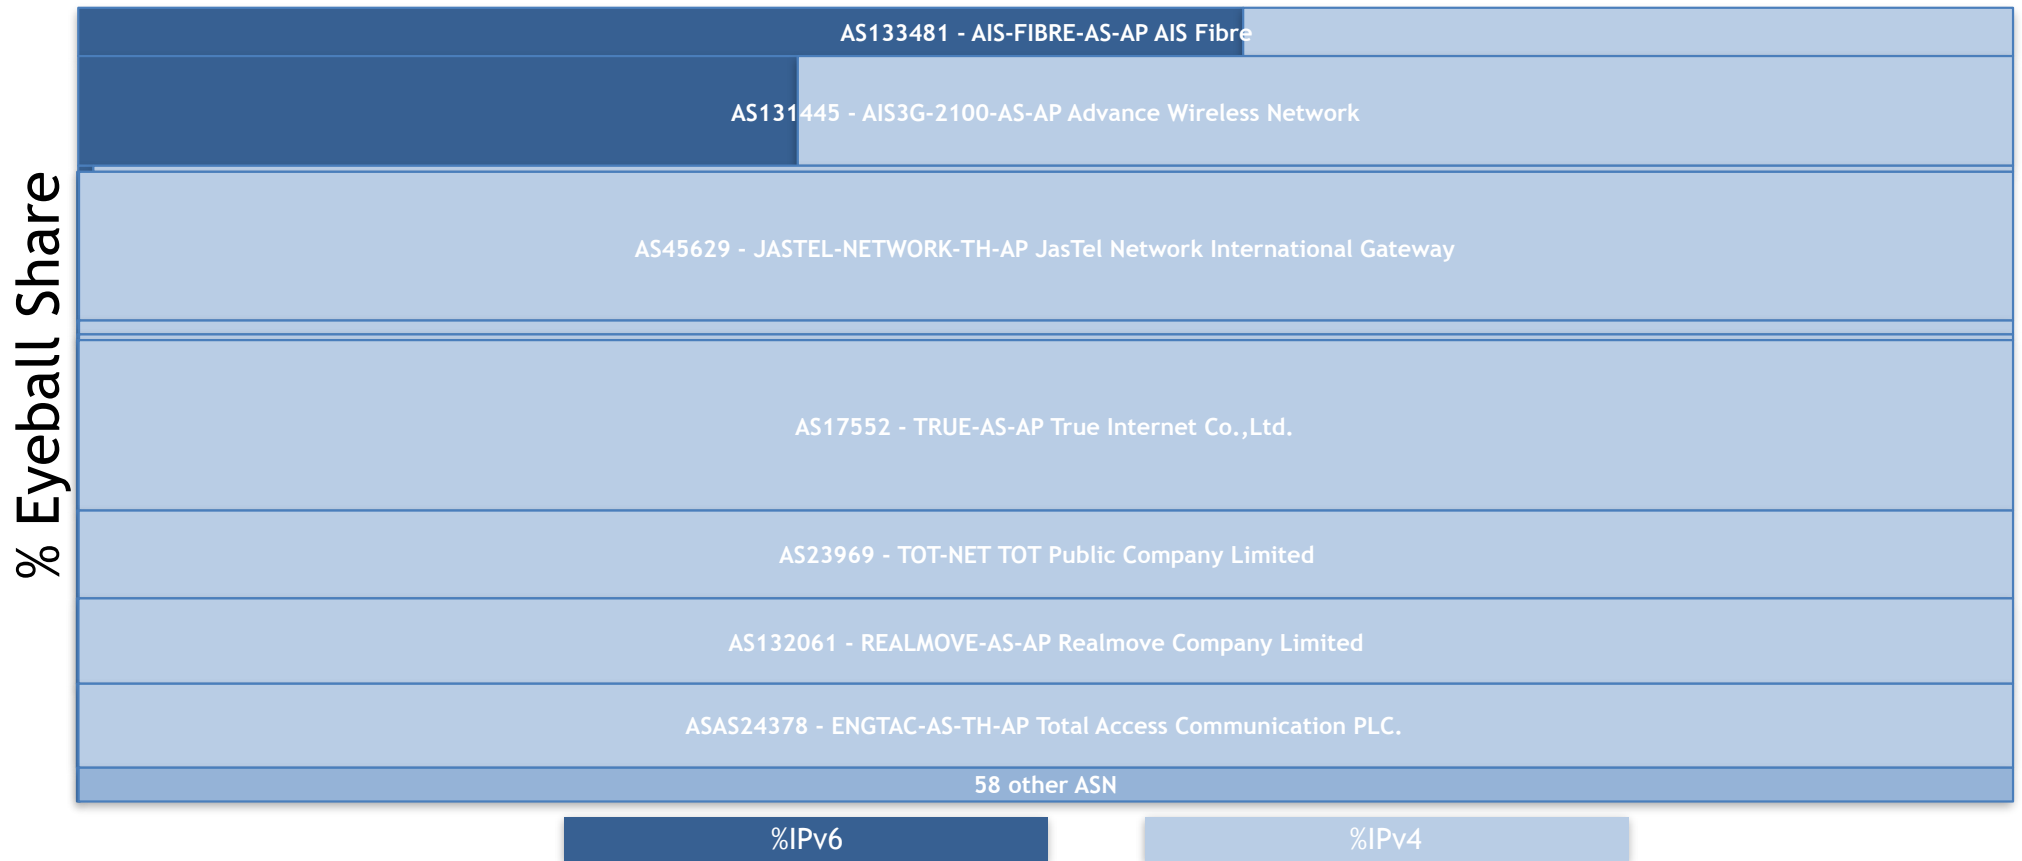 AS133481 - AIS-FIBRE-AS-AP AIS Fibre
AS131445 - AIS3G-2100-AS-AP Advance Wireless Network
% Eyeball Share
AS45629 - JASTEL-NETWORK-TH-AP JasTel Network International Gateway
AS17552 - TRUE-AS-AP True Internet Co.,Ltd.
AS23969 - TOT-NET TOT Public Company Limited
AS132061 - REALMOVE-AS-AP Realmove Company Limited
ASAS24378 - ENGTAC-AS-TH-AP Total Access Communication PLC.
58 other ASN
%IPv6
%IPv4